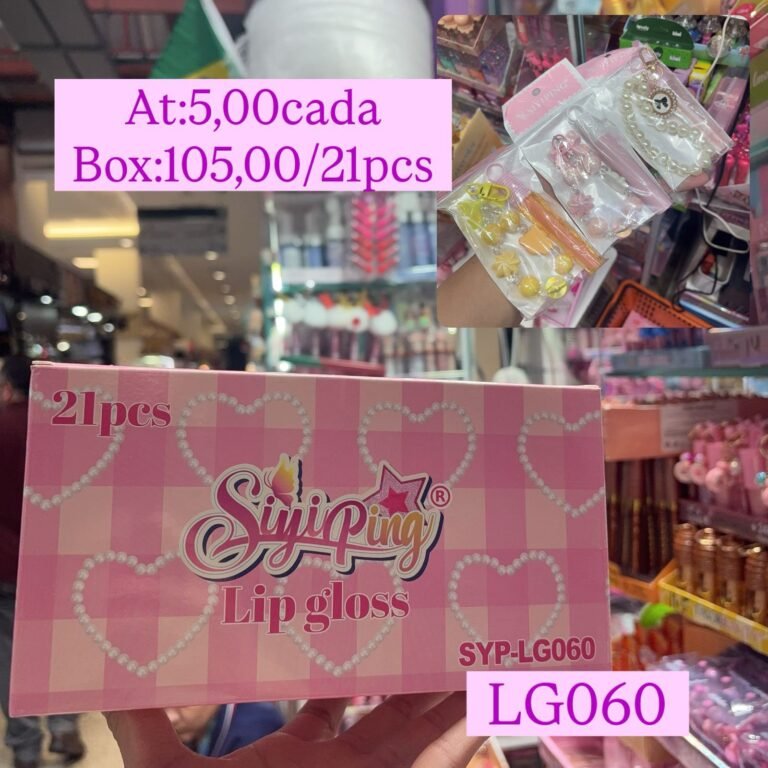 At:5,00cada
Box:105,00/21pcs
21pcs
SiyiPing®
Lip gloss
SYP-LG060
LG060